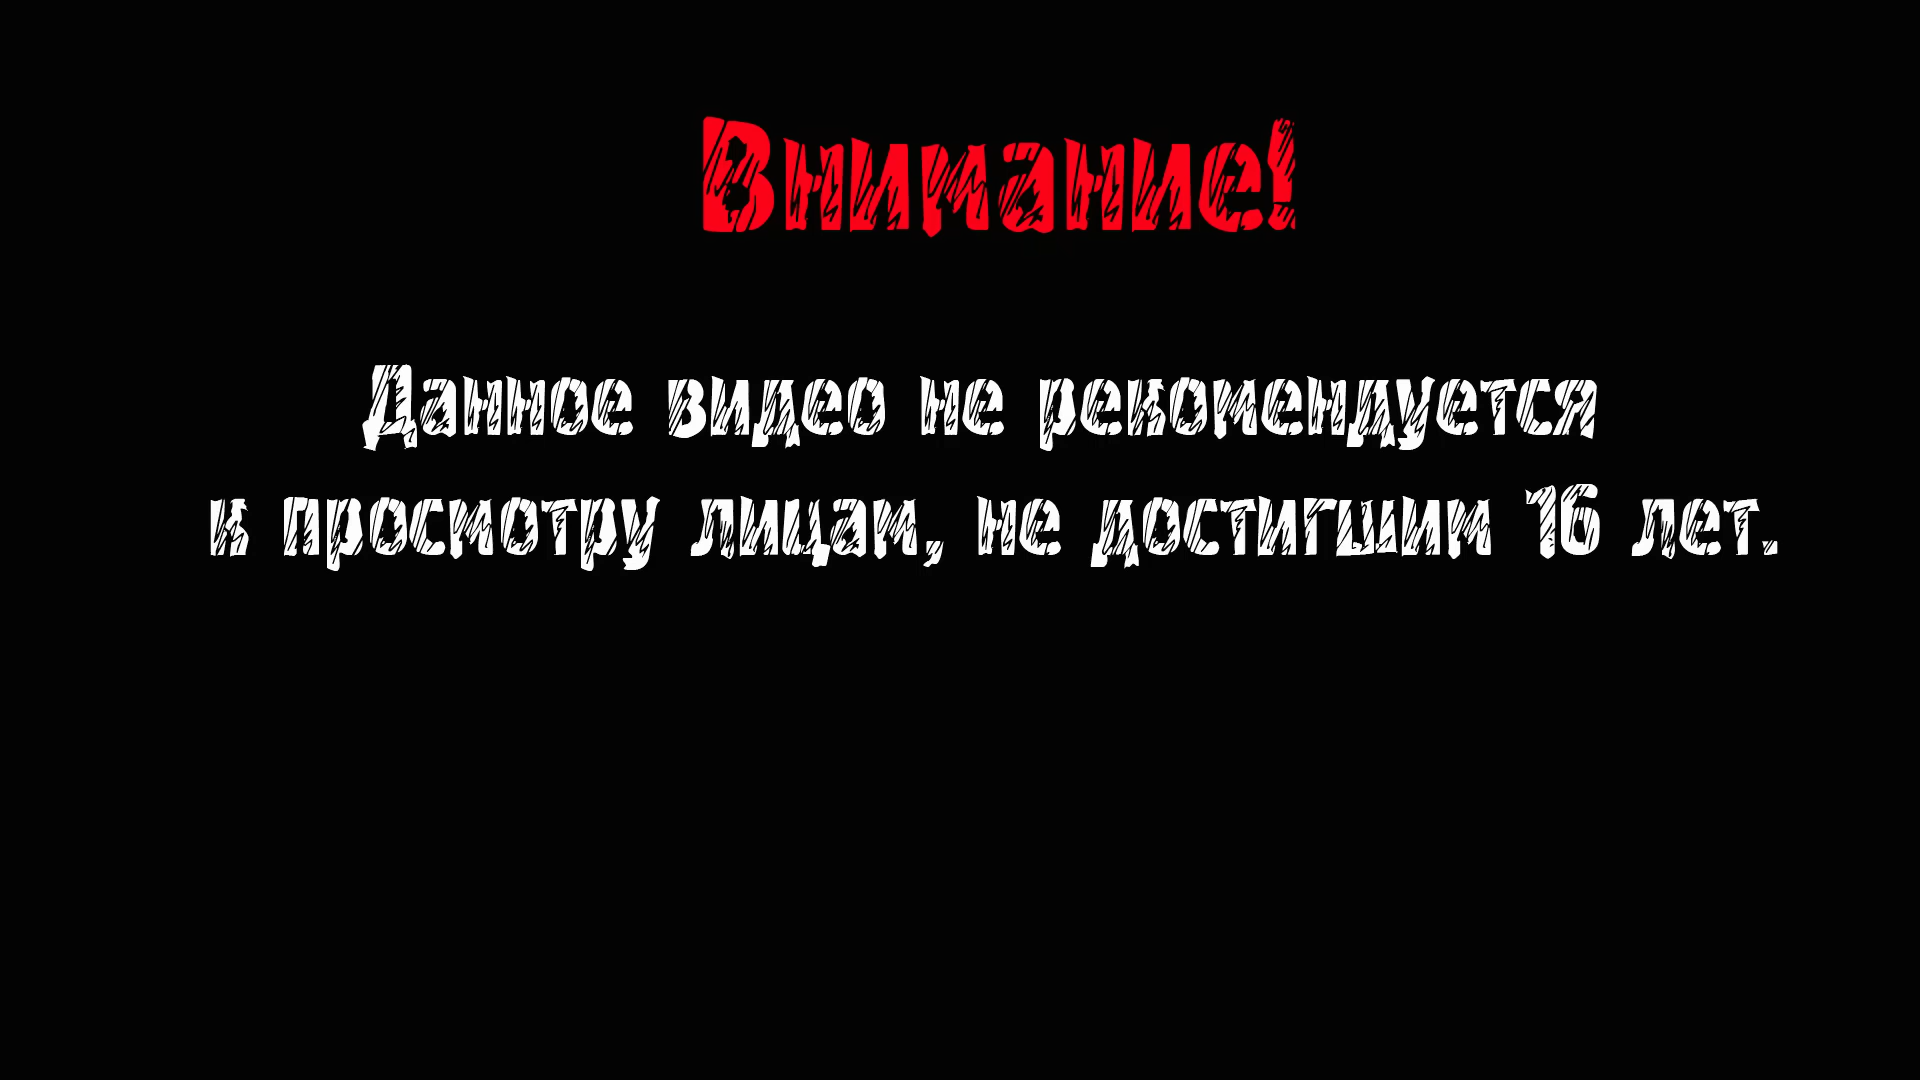 Внимание!
Данное видео не рекомендуется
к просмотру лицам, не достигшим 16 лет.